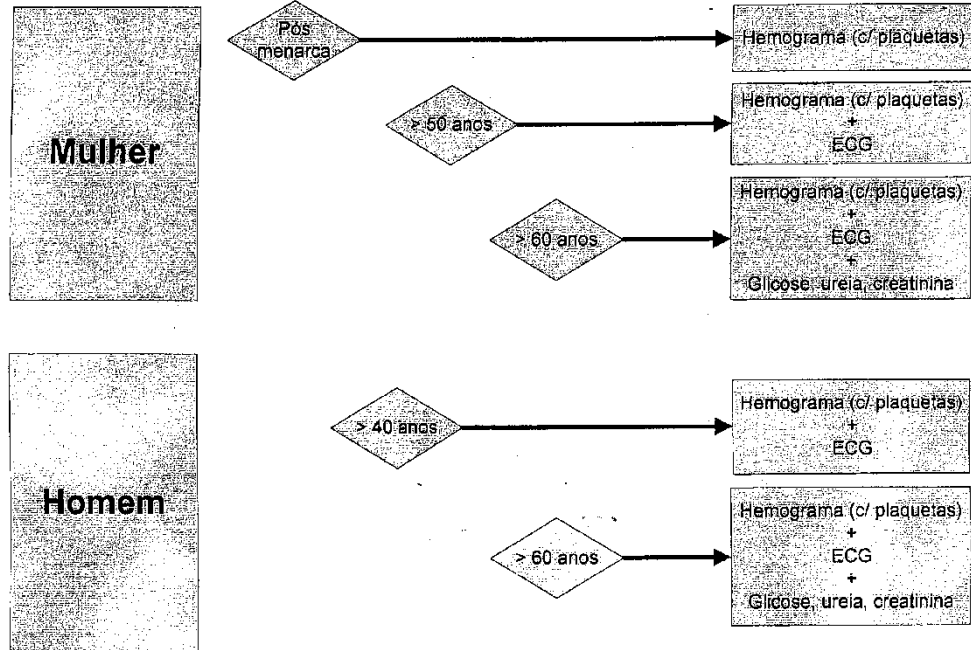 Mulher
Pós
menarca
Hemograma (c/ plaquetas)
> 50 anos
Hemograma (c/ plaquetas)
+
ECG
> 60 anos
Hemograma (c/ plaquetas)
+
ECG
+
Glicose, ureia, creatinina
Homem
> 40 anos
Hemograma (c/ plaquetas)
+
ECG
> 60 anos
Hemograma (c/ plaquetas)
+
ECG
+
Glicose, ureia, creatinina